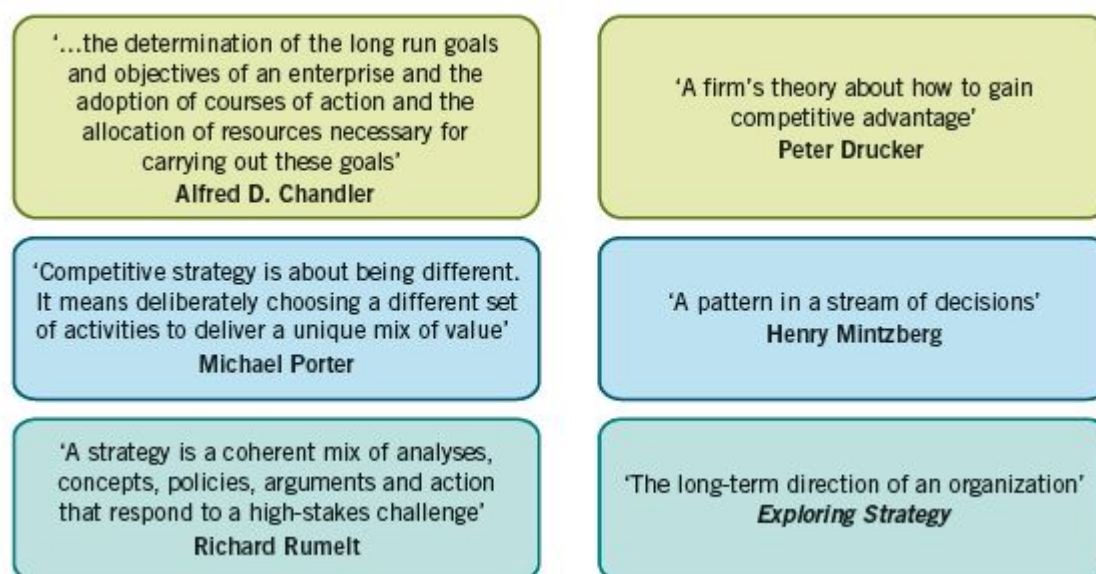 ‘...the determination of the long run goals
and objectives of an enterprise and the
adoption of courses of action and the
allocation of resources necessary for
carrying out these goals’
Alfred D. Chandler
‘A firm’s theory about how to gain
competitive advantage’
Peter Drucker
‘Competitive strategy is about being different.
It means deliberately choosing a different set
of activities to deliver a unique mix of value’
Michael Porter
‘A pattern in a stream of decisions’
Henry Mintzberg
‘A strategy is a coherent mix of analyses,
concepts, policies, arguments and action
that respond to a high-stakes challenge’
Richard Rumelt
‘The long-term direction of an organization’
Exploring Strategy